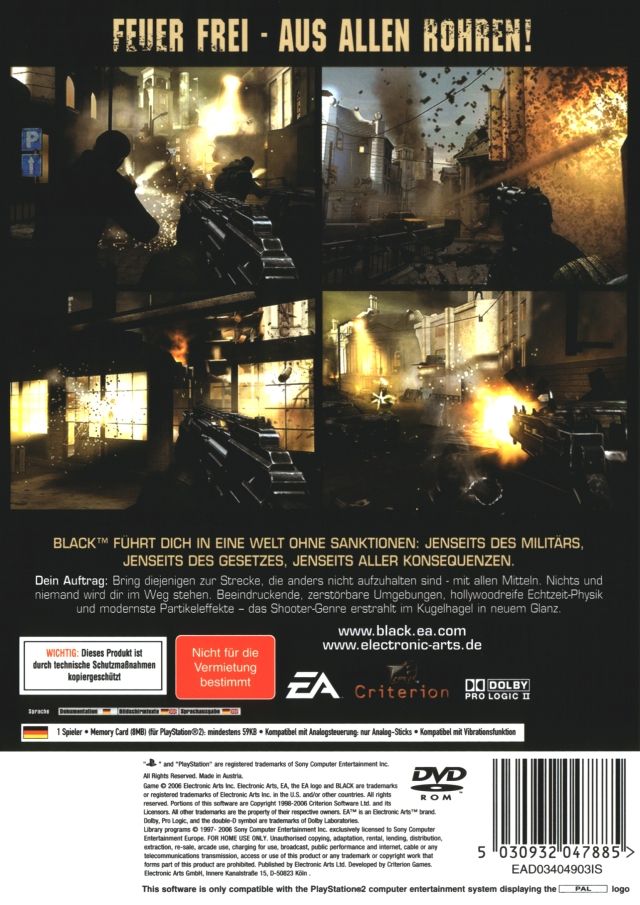 FEUER FREI - AUS ALLEN ROHREN!
P
BLACK™ FÜHRT DICH IN EINE WELT OHNE SANKTIONEN: JENSEITS DES MILITÄRS,
JENSEITS DES GESETZES, JENSEITS ALLER KONSEQUENZEN.
Dein Auftrag: Bring diejenigen zur Strecke, die anders nicht aufzuhalten sind - mit allen Mitteln. Nichts und
niemand wird dir im Weg stehen. Beeindruckende, zerstörbare Umgebungen, hollywoodreife Echtzeit-Physik
und modernste Partikeleffekte – das Shooter-Genre erstrahlt im Kugelhagel in neuem Glanz.
www.black.ea.com
www.electronic-arts.de
WICHTIG: Dieses Produkt ist
durch technische Schutzmaßnahmen
kopiergeschützt
Nicht für die
Vermietung
bestimmt
EA
Criterion
DOLBY
PRO LOGIC II
Sprache Dokumentation Bildschirmtexte Sprachausgabe
1 Spieler • Memory Card (8MB) (für PlayStation®2): mindestens 59KB • Kompatibel mit Analogsteuerung: nur Analog-Sticks • Kompatibel mit Vibrationsfunktion
" " and "PlayStation" are registered trademarks of Sony Computer Entertainment Inc.
All Rights Reserved. Made in Austria.
Game © 2006 Electronic Arts Inc. Electronic Arts, EA, the EA logo and BLACK are trademarks
or registered trademarks of Electronic Arts Inc. in the U.S. and/or other countries. All rights
reserved. Portions of this software are Copyright 1998-2006 Criterion Software Ltd. and its
Licensors. All other trademarks are the property of their respective owners. EA™ is an Electronic Arts™ brand.
Dolby, Pro Logic, and the double-D symbol are trademarks of Dolby Laboratories.
Library programs © 1997- 2006 Sony Computer Entertainment Inc. exclusively licensed to Sony Computer
Entertainment Europe. FOR HOME USE ONLY. Unauthorised copying, adaptation, rental, lending, distribution,
extraction, re-sale, arcade use, charging for use, broadcast, public performance and internet, cable or any
telecommunications transmission, access or use of this product or any trademark or copyright work that
forms part of this product are prohibited. Published by Electronic Arts Ltd. Developed by Criterion Games.
Electronic Arts GmbH, Innere Kanalstraße 15, D-50823 Köln .
DVD
ROM
5 030932 047885 >
EAD03404903IS
This software is only compatible with the PlayStatione2 computer entertainment system displaying the PAL logo